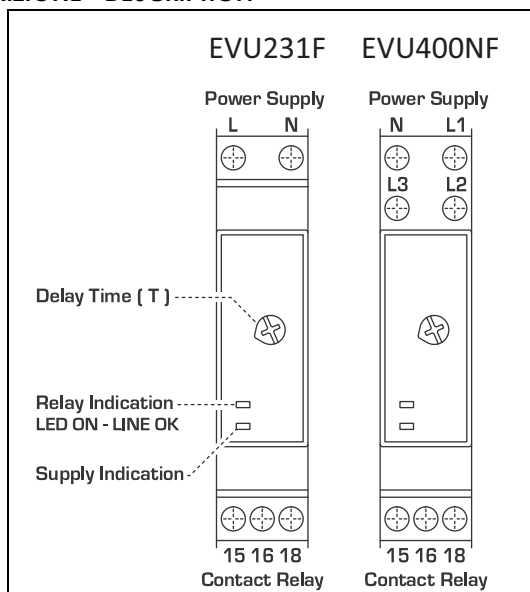 EVU231F EVU400NF
Power Supply Power Supply
L N N L1
L3 L2
Delay Time ( T )
Relay Indication
LED ON - LINE OK
Supply Indication
15 16 18 15 16 18
Contact Relay Contact Relay